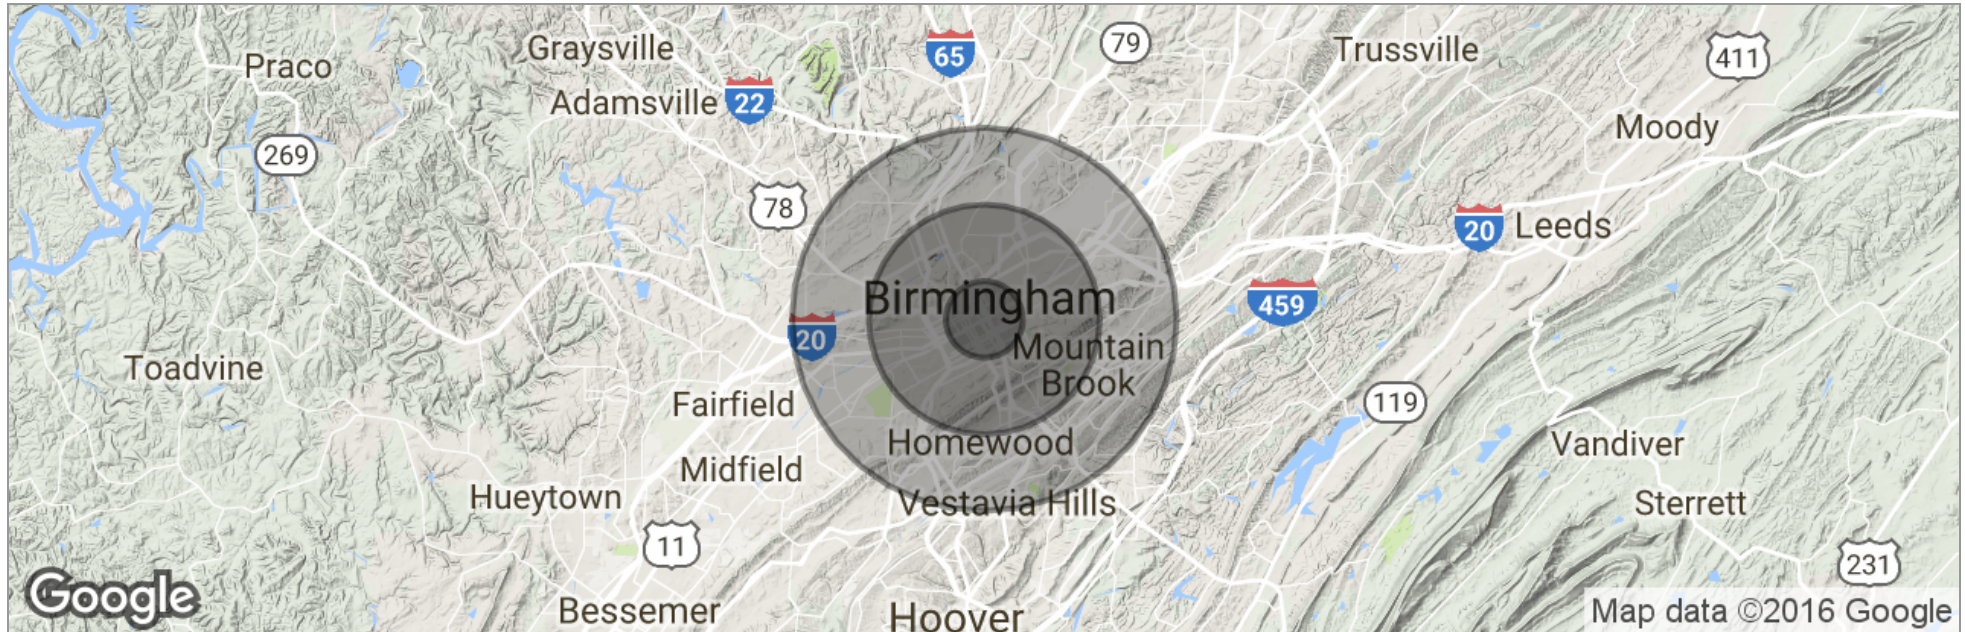 Graysville
65
79
Trussville
411
Praco
Adamsville
22
Moody
269
78
20
Leeds
Birmingham
459
20
Mountain
Brook
Toadvine
Fairfield
119
Homewood
Vandiver
Midfield
Hueytown
Vestavia Hills
Sterrett
11
231
Google
Bessemer
Hoover
Map data ©2016 Google